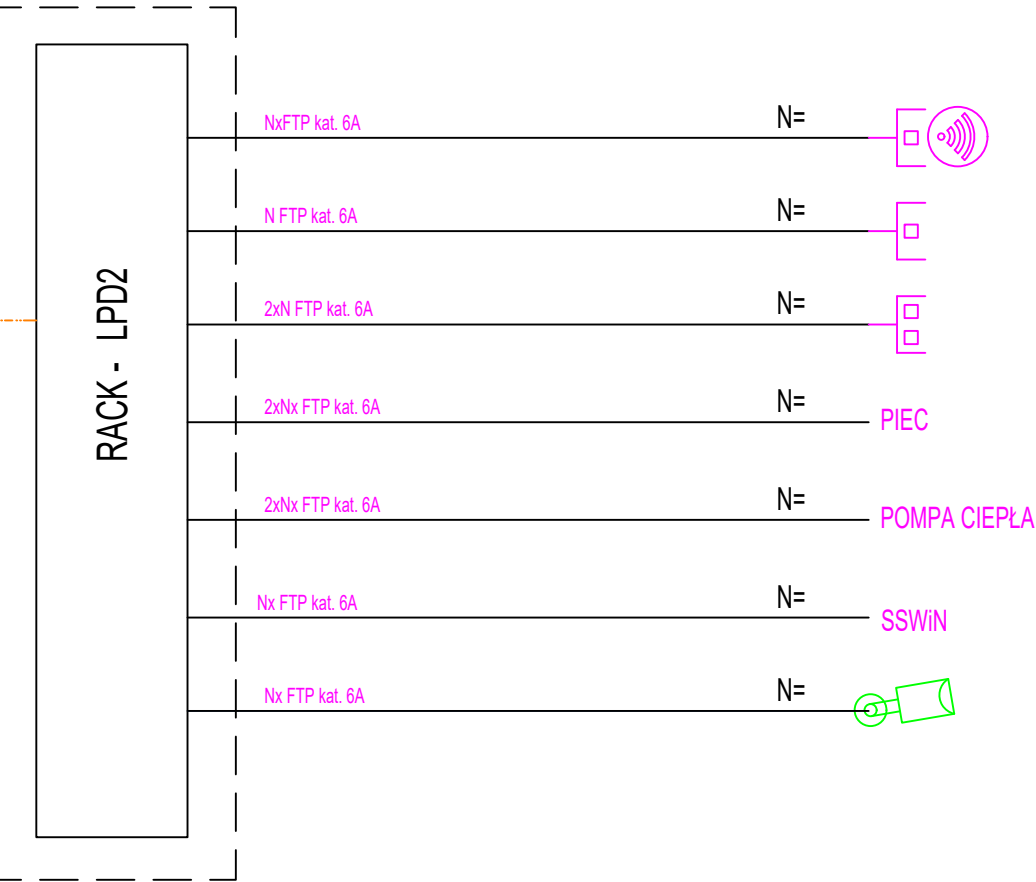 NxFTP kat. 6A N=
N FTP kat. 6A N=
2xN FTP kat. 6A N=
2xNx FTP kat. 6A N= PIEC
2xNx FTP kat. 6A N= POMPA CIEPŁA
Nx FTP kat. 6A N= SSWiN
Nx FTP kat. 6A N=
RACK - LPD2